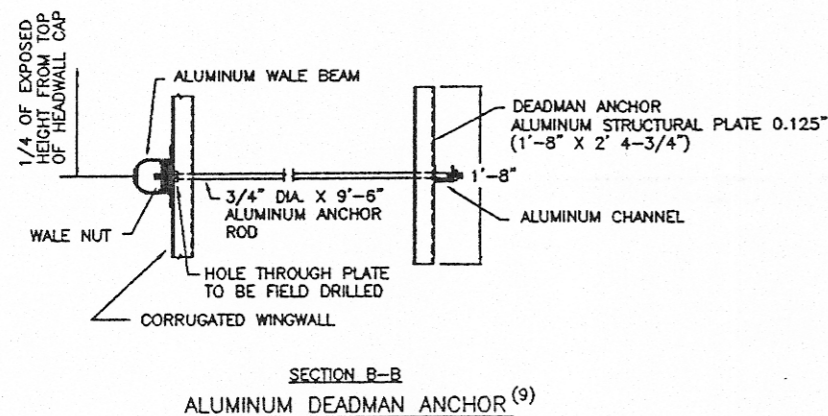 1/4 OF EXPOSED
HEIGHT FROM TOP
OF HEADWALL CAP
ALUMINUM WALE BEAM
DEADMAN ANCHOR
ALUMINUM STRUCTURAL PLATE 0.125"
(1'-8" X 2' 4-3/4")
1'-8"
3/4" DIA. X 9'-6"
ALUMINUM ANCHOR
ROD
ALUMINUM CHANNEL
WALE NUT
HOLE THROUGH PLATE
TO BE FIELD DRILLED
CORRUGATED WINGWALL
SECTION B-B
ALUMINUM DEADMAN ANCHOR (9)